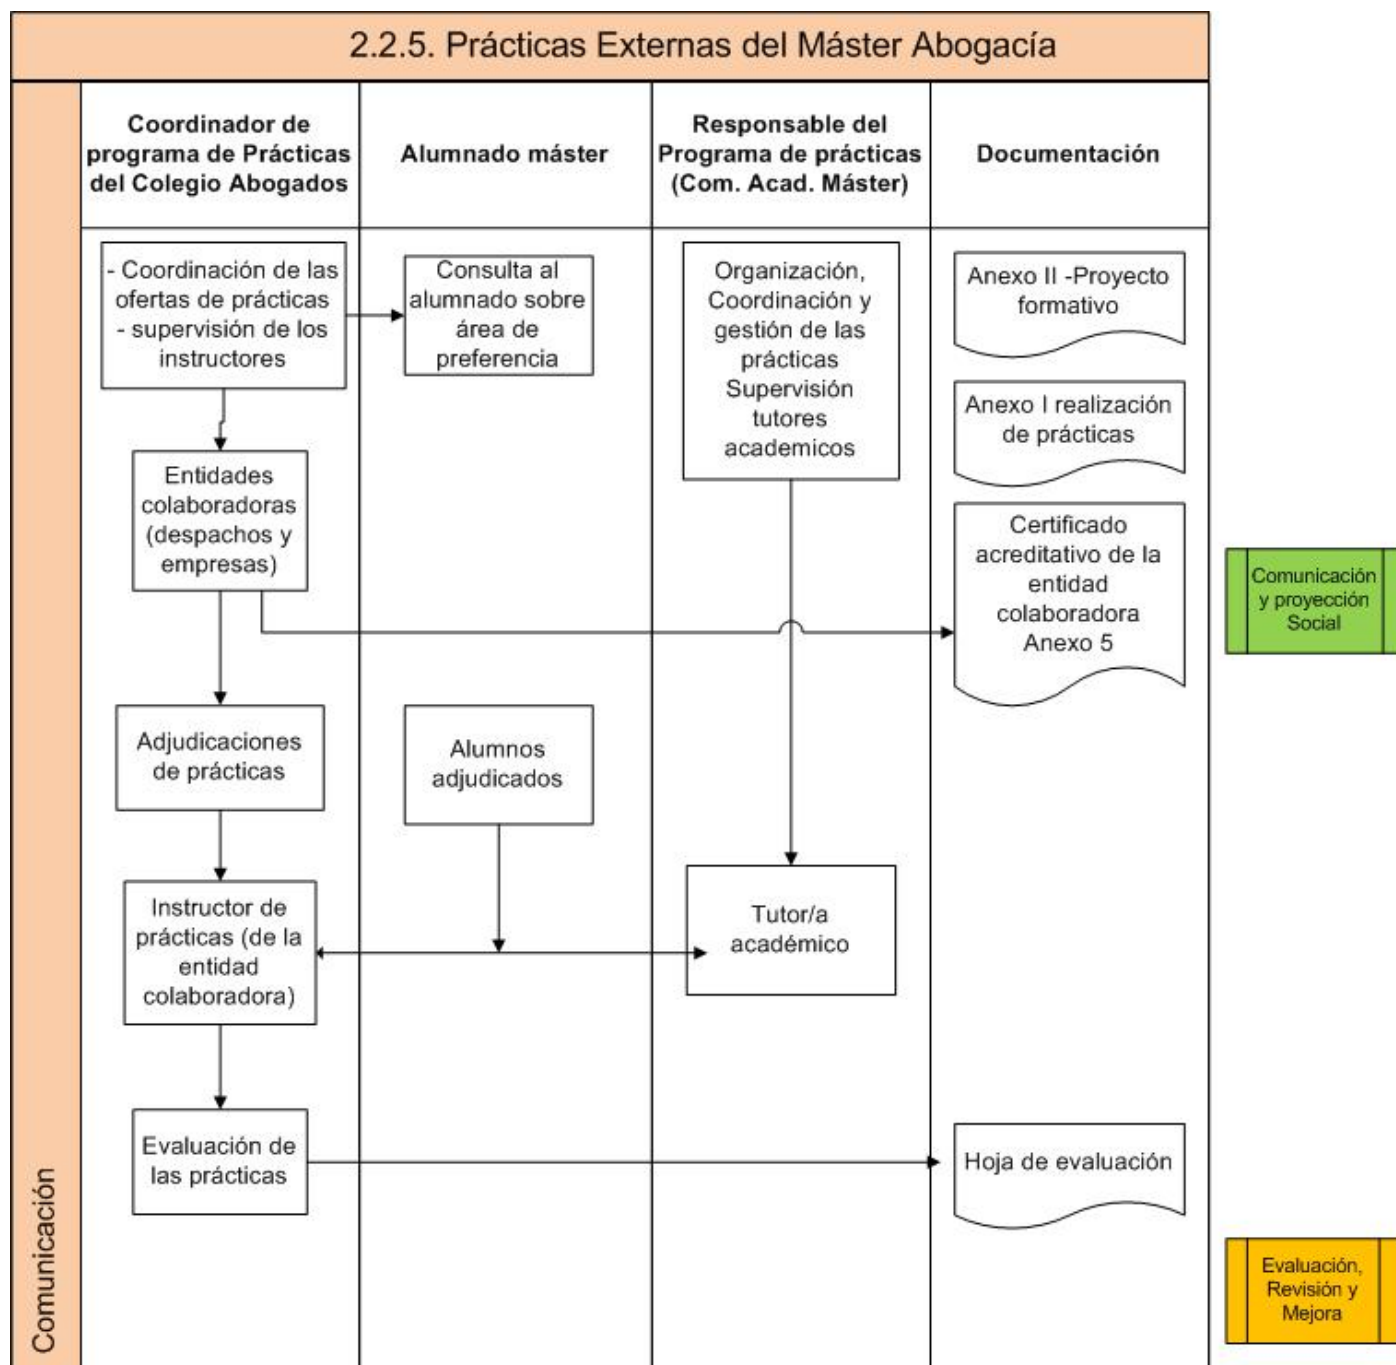 2.2.5. Prácticas Externas del Máster Abogacía
Coordinador de
programa de Prácticas
del Colegio Abogados
Alumnado máster
Responsable del
Programa de prácticas
(Com. Acad. Máster)
Documentación
- Coordinación de las
ofertas de prácticas
- supervisión de los
instructores
Consulta al
alumnado sobre
área de
preferencia
Organización,
Coordinación y
gestión de las
prácticas
Supervisión
tutores
academicos
Anexo II -Proyecto
formativo
Anexo I realización
de prácticas
Entidades
colaboradoras
(despachos y
empresas)
Certificado
acreditativo de la
entidad
colaboradora
Anexo 5
Comunicación
y proyección
Social
Adjudicaciones
de prácticas
Alumnos
adjudicados
Instructor de
prácticas (de la
entidad
colaboradora)
Tutor/a
académico
Evaluación de
las prácticas
Hoja de evaluación
Comunicación
Evaluación,
Revisión y
Mejora